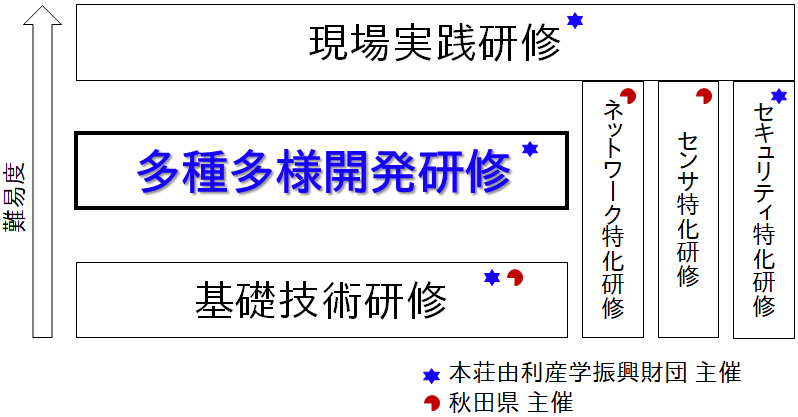 現場実践研修
難易度
多種多様開発研修
基礎技術研修
ネットワーク特化研修
センサ特化研修
セキュリティ特化研修
本荘由利産学振興財団 主催
秋田県 主催